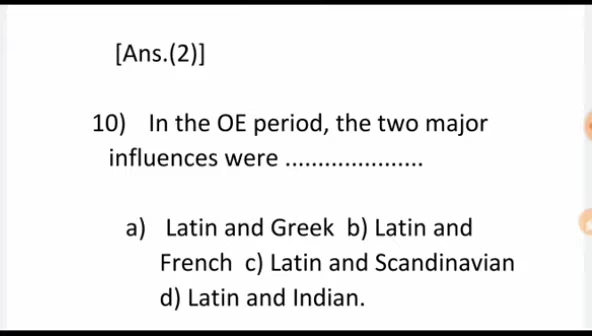 [Ans.(2)]
10) In the OE period, the two major
influences were .....................
a) Latin and Greek b) Latin and
French c) Latin and Scandinavian
d) Latin and Indian.